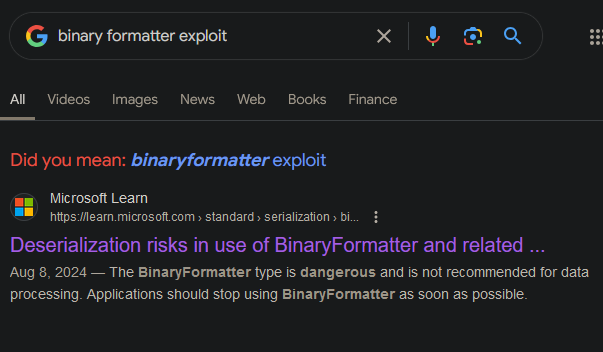 binary formatter exploit
All Videos Images News Web Books Finance
Did you mean: binaryformatter exploit
Microsoft Learn
https://learn.microsoft.com › standard › serialization › bi...
Deserialization risks in use of BinaryFormatter and related ...
Aug 8, 2024 — The BinaryFormatter type is dangerous and is not recommended for data
processing. Applications should stop using BinaryFormatter as soon as possible.